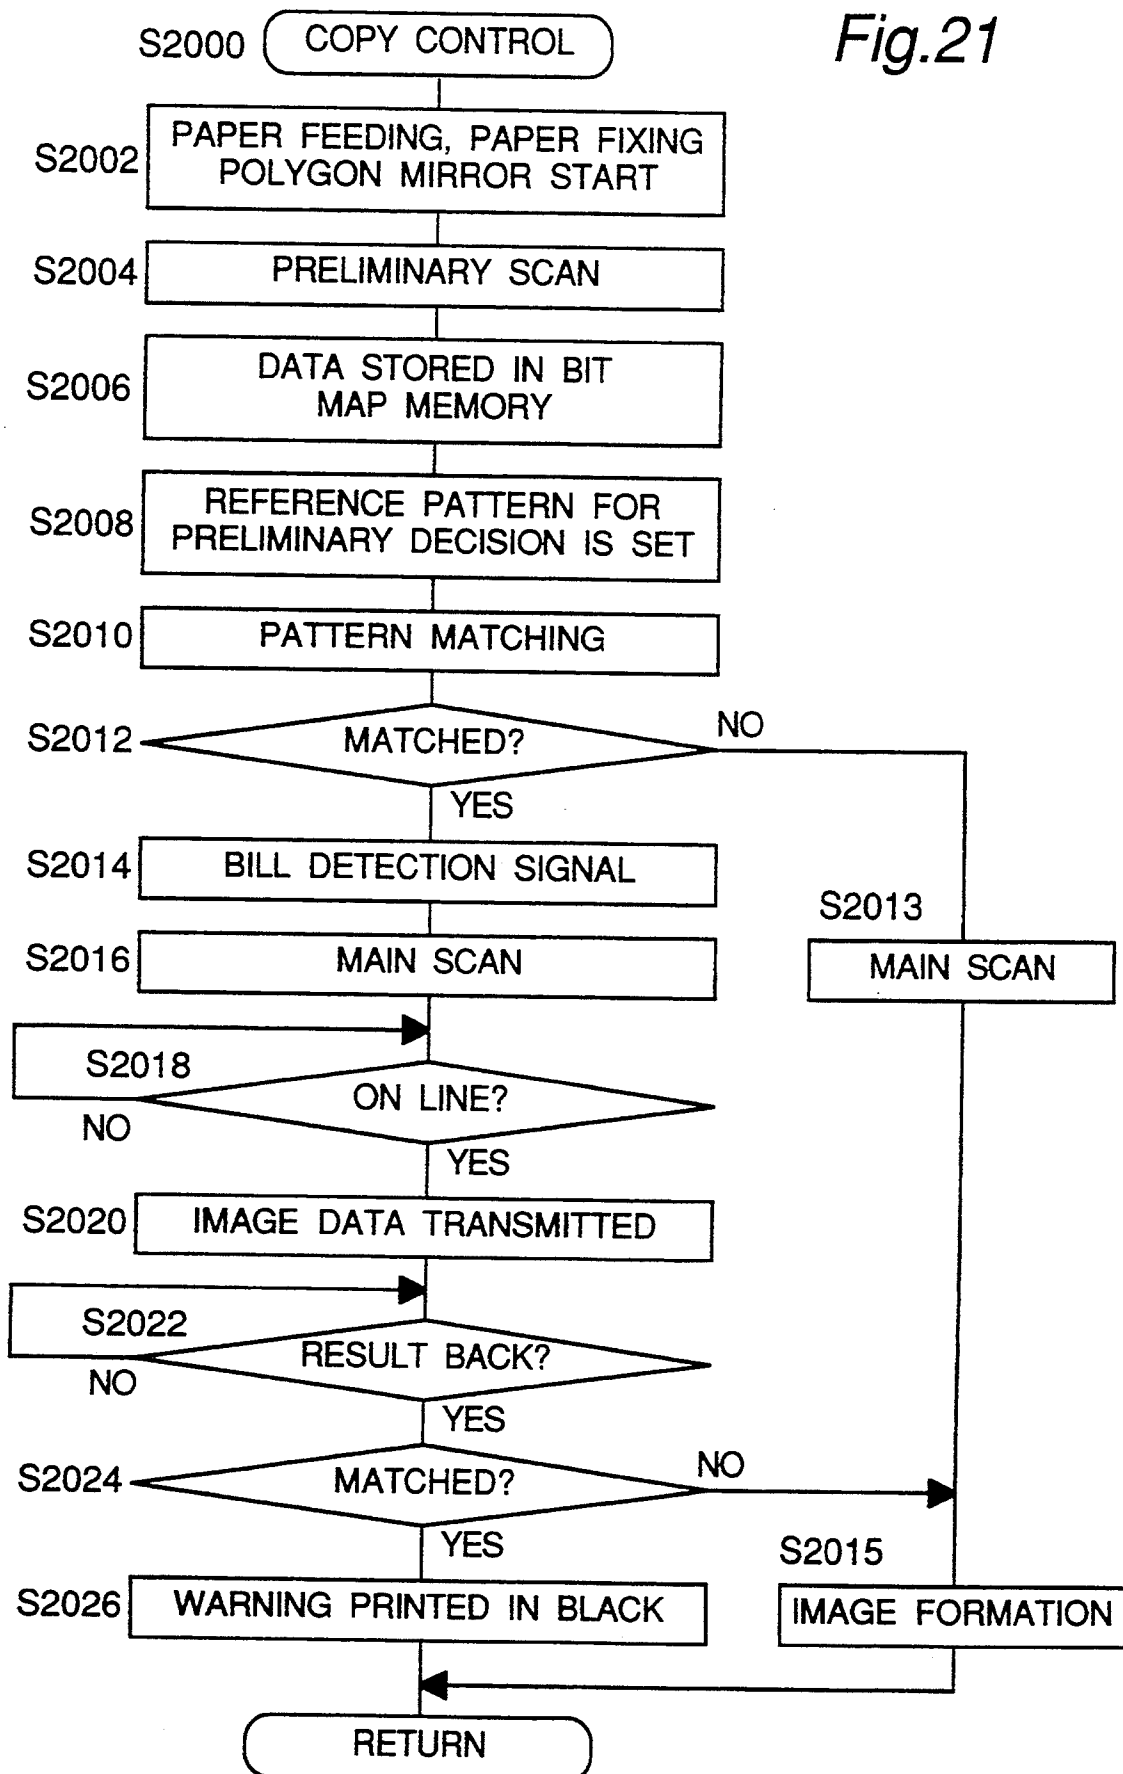 Fig.21
S2000 COPY CONTROL
S2002 PAPER FEEDING, PAPER FIXING
POLYGON MIRROR START
S2004 PRELIMINARY SCAN
S2006 DATA STORED IN BIT
MAP MEMORY
S2008 REFERENCE PATTERN FOR
PRELIMINARY DECISION IS SET
S2010 PATTERN MATCHING
S2012 MATCHED? NO
YES
S2014 BILL DETECTION SIGNAL
S2013
S2016 MAIN SCAN
MAIN SCAN
S2018
ON LINE?
NO
YES
S2020 IMAGE DATA TRANSMITTED
S2022
RESULT BACK?
NO
YES
S2024 MATCHED? NO
YES
S2015
S2026 WARNING PRINTED IN BLACK
IMAGE FORMATION
RETURN